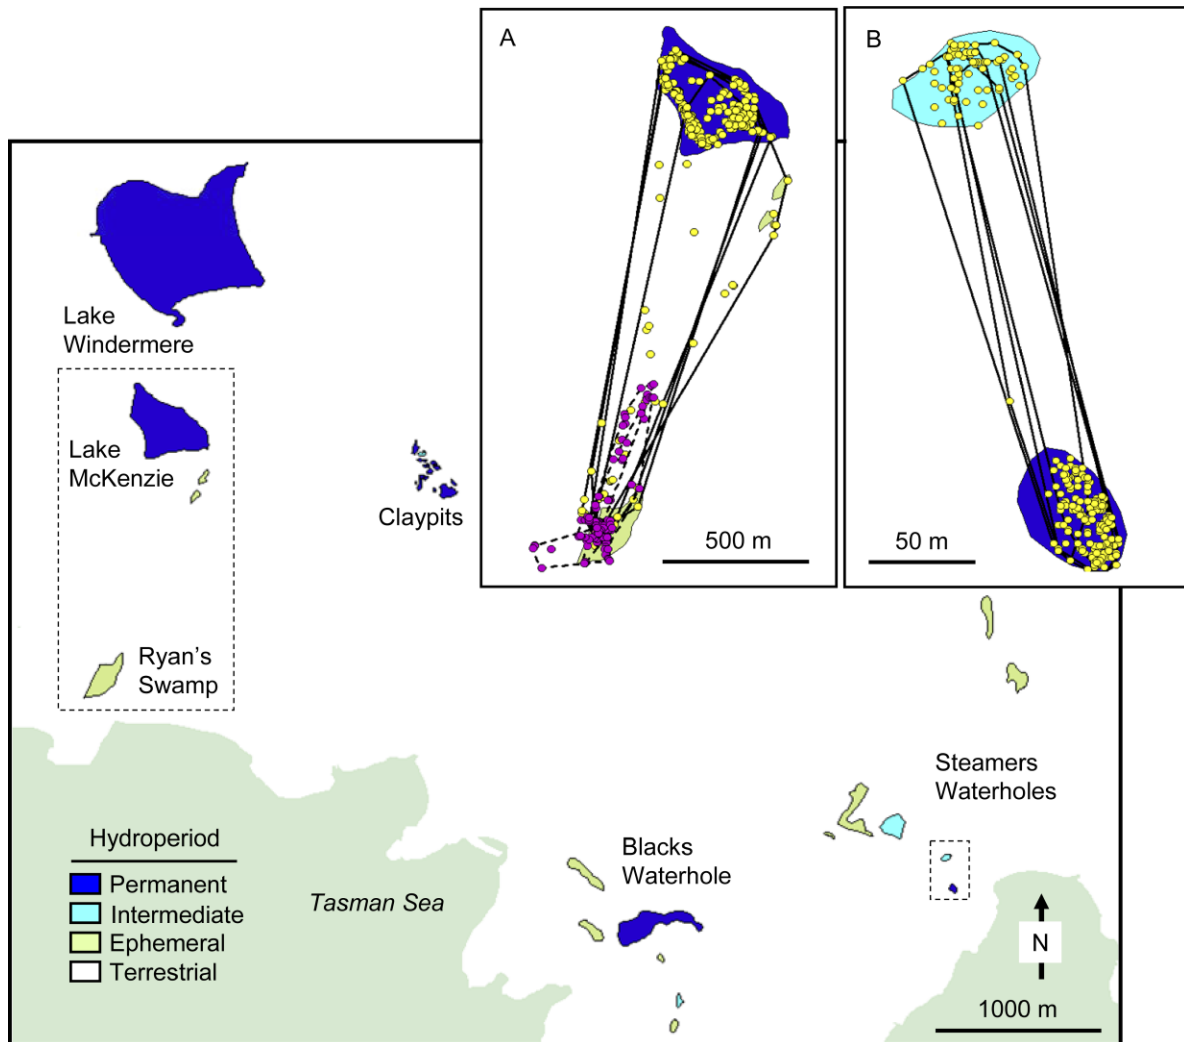 A
B
Lake
Windermere
Lake
McKenzie
Claypits
500 m
50 m
Ryan's
Swamp
Steamers
Waterholes
Hydroperiod
Permanent
Intermediate
Ephemeral
Terrestrial
Tasman Sea
Blacks
Waterhole
N
1000 m